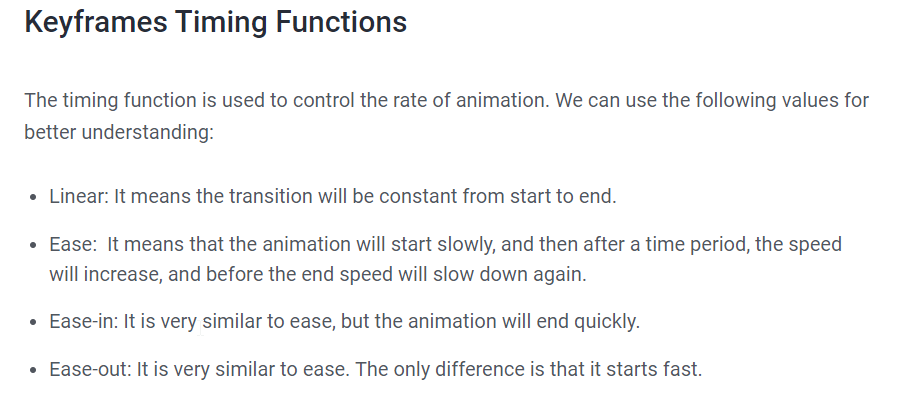 Keyframes Timing Functions
The timing function is used to control the rate of animation. We can use the following values for
better understanding:
• Linear: It means the transition will be constant from start to end.
• Ease:  It means that the animation will start slowly, and then after a time period, the speed
will increase, and before the end speed will slow down again.
• Ease-in: It is very similar to ease, but the animation will end quickly.
• Ease-out: It is very similar to ease. The only difference is that it starts fast.